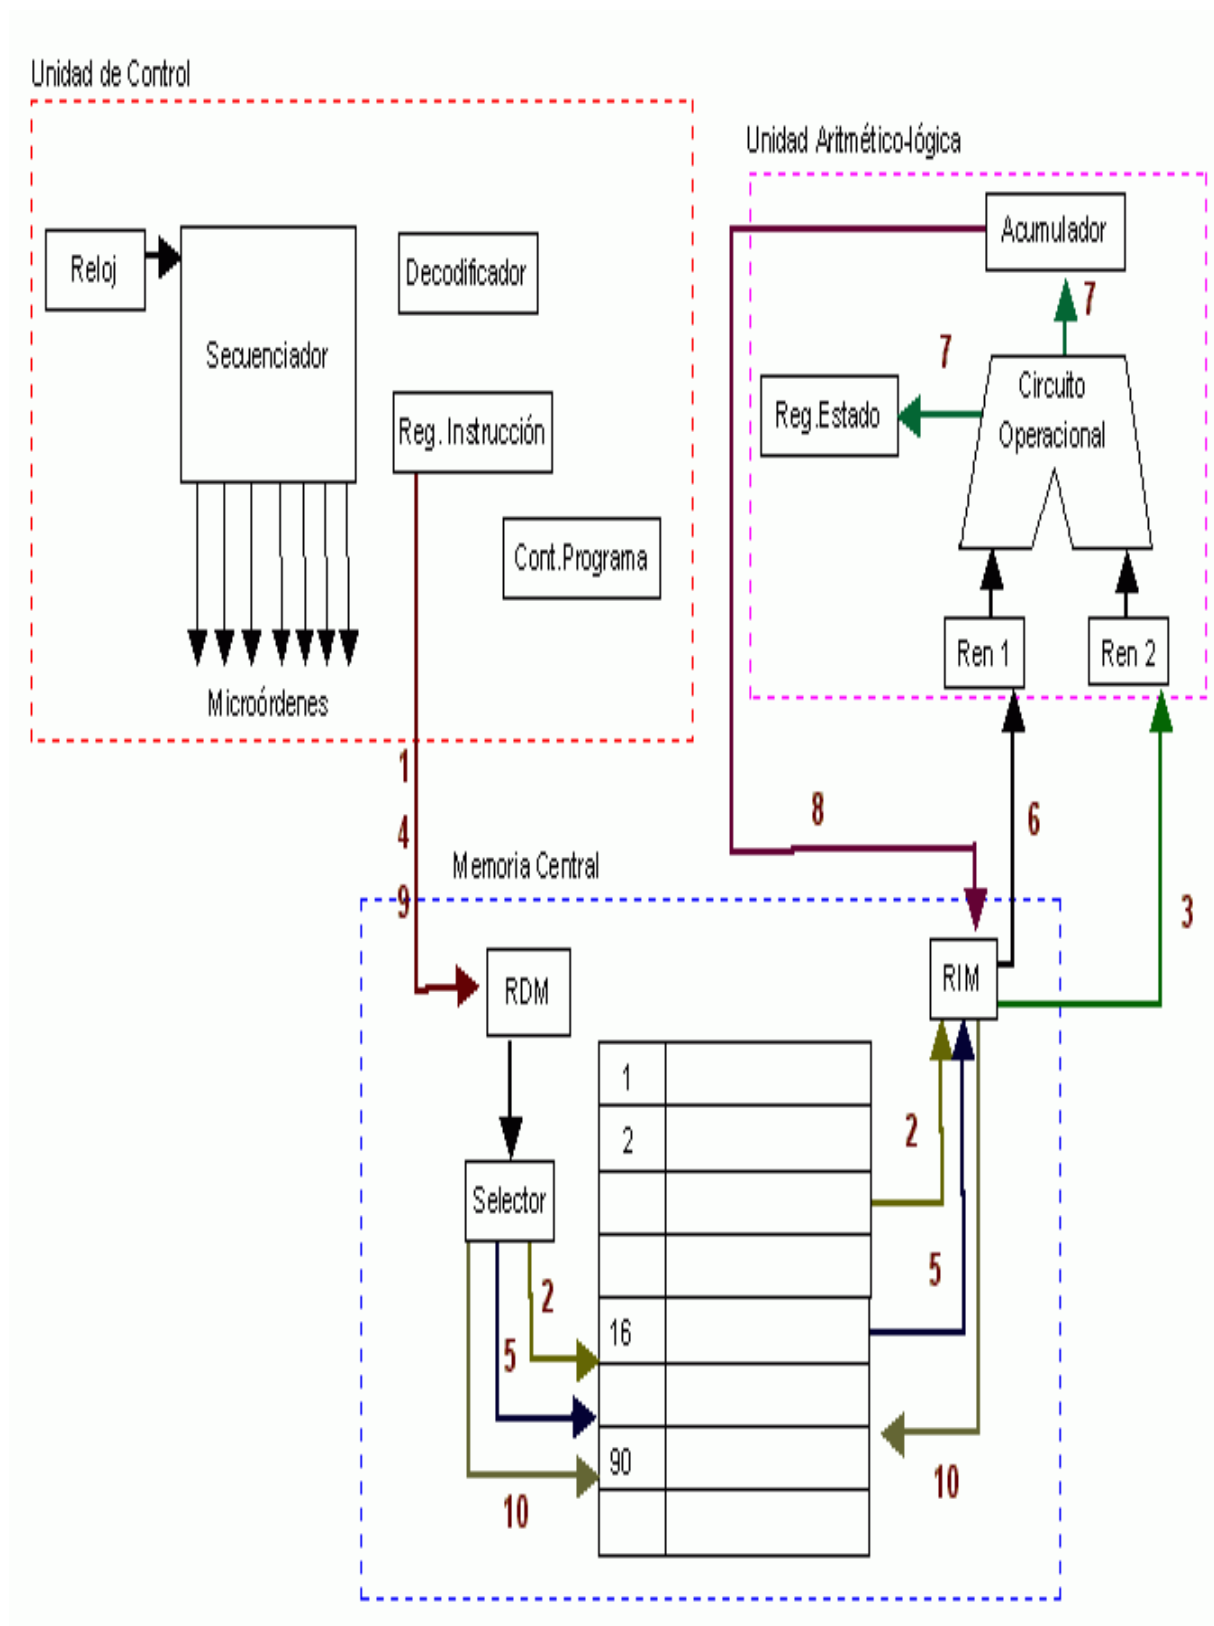 Unidad de Control
Unidad Aritmético-lógica
Reloj
Secuenciador
Decodificador
Reg. Instrucción
Cont.Programa
Microórdenes
Acumulador
7
7
Reg.Estado
Circuito
Operacional
Ren 1
Ren 2
1
4
9
8
6
3
Memoria Central
RDM
RIM
Selector
1
2
16
90
2
5
10
2
5
10